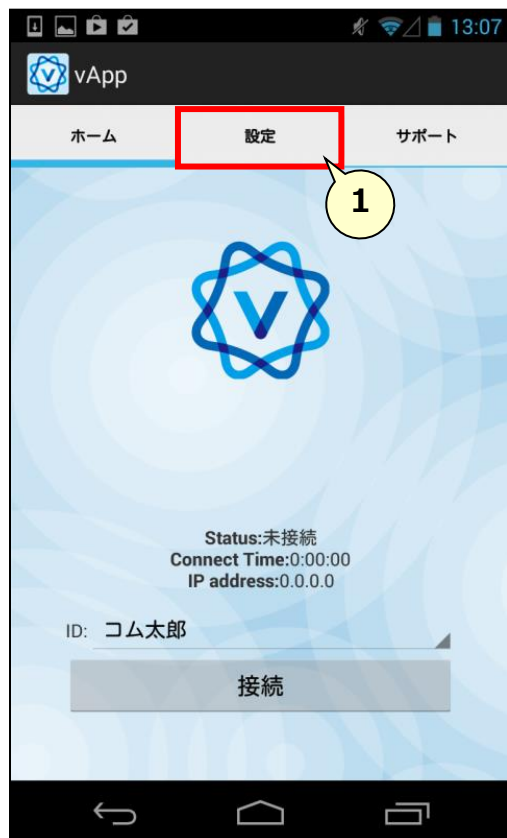 13:07
vApp
ホーム 設定 サポート
1
Status:未接続
Connect Time:0:00:00
IP address:0.0.0.0
ID: コム太郎
接続